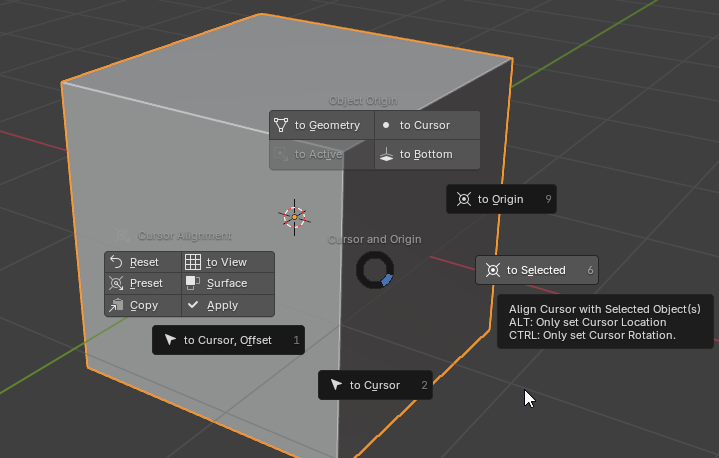 Object Origin
to Geometry
to Cursor
to Active
to Bottom
to Origin 9
Cursor Alignment
Cursor and Origin
Reset
to View
to Selected 6
Preset
Surface
Copy
Apply
Align Cursor with Selected Object(s)
ALT: Only set Cursor Location
CTRL: Only set Cursor Rotation.
to Cursor, Offset 1
to Cursor 2